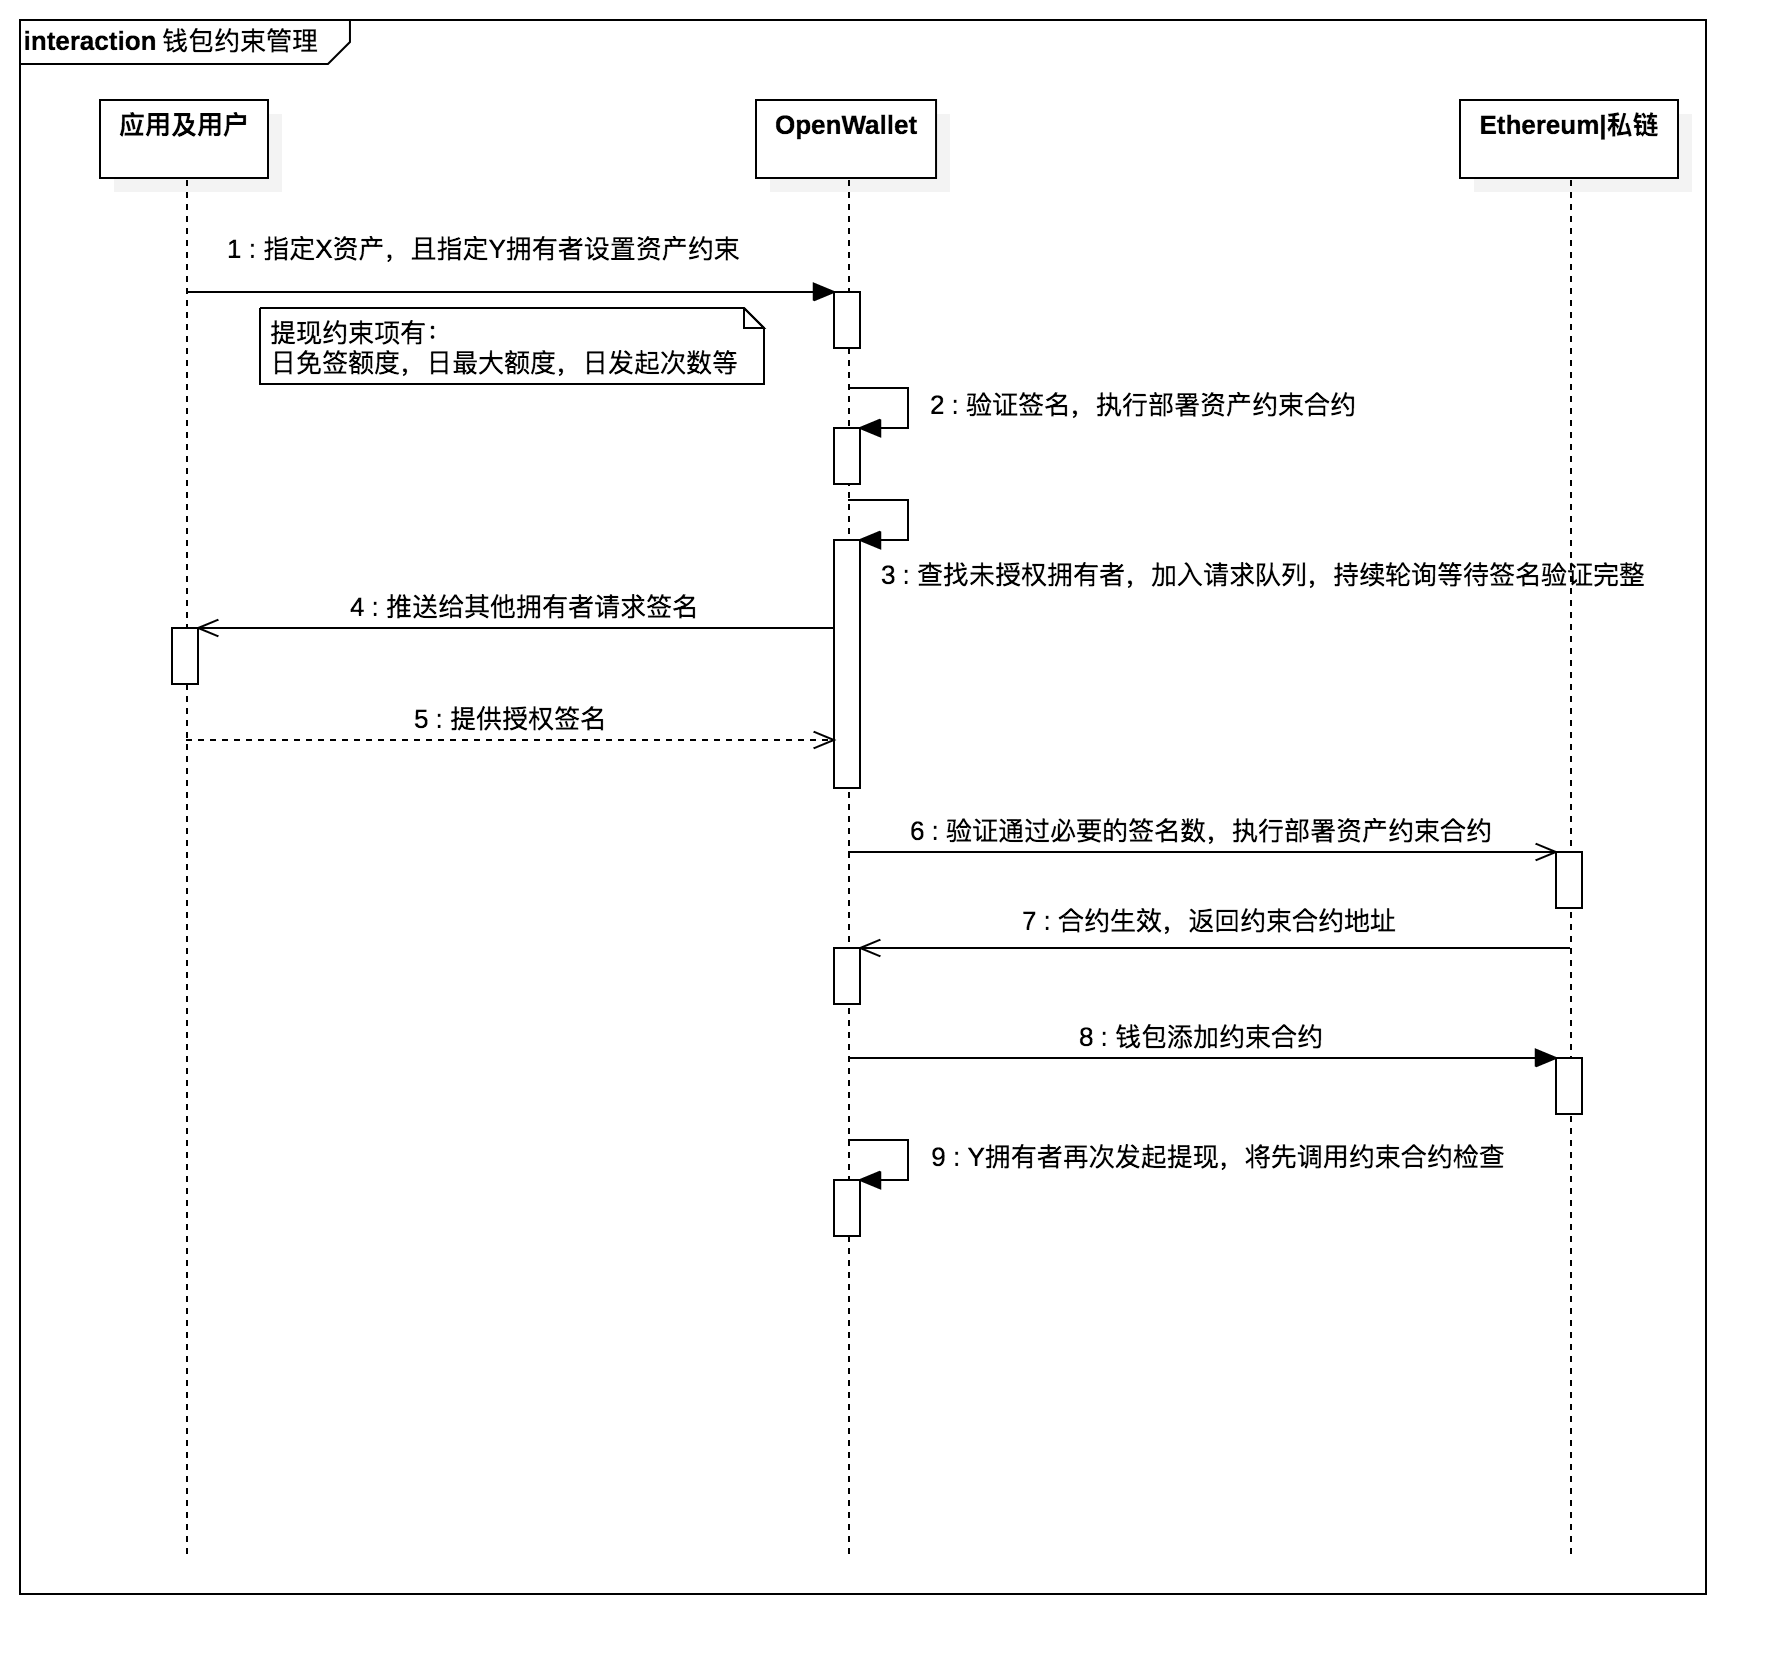 interaction 钱包约束管理
应用及用户
OpenWallet
Ethereum|私链
1 : 指定X资产，且指定Y拥有者设置资产约束
提现约束项有：
日免签额度，日最大额度，日发起次数等
2 : 验证签名，执行部署资产约束合约
3 : 查找未授权拥有者，加入请求队列，持续轮询等待签名验证完整
4 : 推送给其他拥有者请求签名
5 : 提供授权签名
6 : 验证通过必要的签名数，执行部署资产约束合约
7 : 合约生效，返回约束合约地址
8 : 钱包添加约束合约
9 : Y拥有者再次发起提现，将先调用约束合约检查